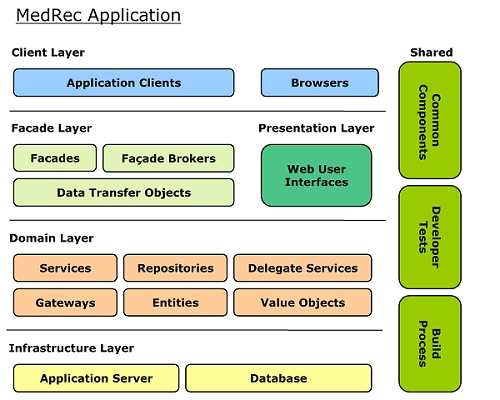 MedRec Application
Client Layer
Shared
Application Clients
Browsers
Common
Components
Facade Layer
Presentation Layer
Facades
Façade Brokers
Web User
Interfaces
Data Transfer Objects
Developer
Tests
Domain Layer
Services
Repositories
Delegate Services
Gateways
Entities
Value Objects
Build
Process
Infrastructure Layer
Application Server
Database